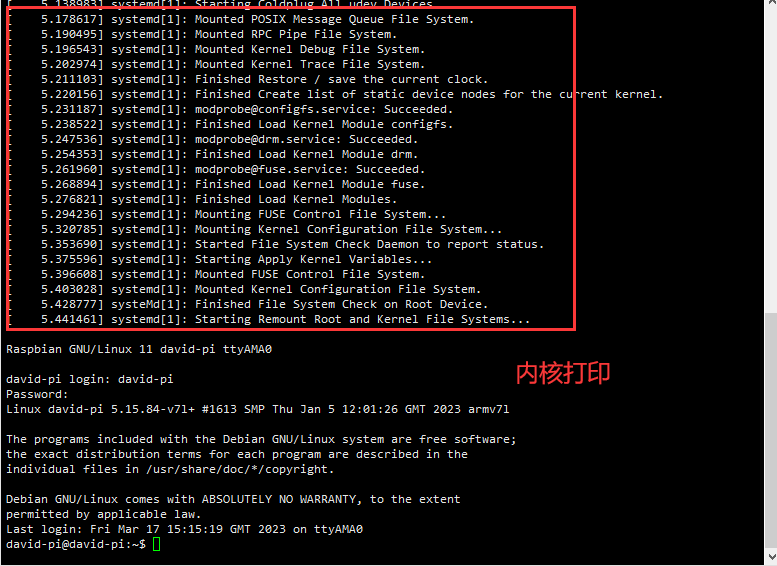 [    5.138983] systemd[1]: Starting Coldplug All udev Devices...
[    5.178617] systemd[1]: Mounted POSIX Message Queue File System.
[    5.190495] systemd[1]: Mounted RPC Pipe File System.
[    5.196543] systemd[1]: Mounted Kernel Debug File System.
[    5.202974] systemd[1]: Mounted Kernel Trace File System.
[    5.211103] systemd[1]: Finished Restore / save the current clock.
[    5.220156] systemd[1]: Finished Create list of static device nodes for the current kernel.
[    5.231187] systemd[1]: modprobe@configfs.service: Succeeded.
[    5.238522] systemd[1]: Finished Load Kernel Module configfs.
[    5.247536] systemd[1]: modprobe@drm.service: Succeeded.
[    5.254353] systemd[1]: Finished Load Kernel Module drm.
[    5.261960] systemd[1]: modprobe@fuse.service: Succeeded.
[    5.268894] systemd[1]: Finished Load Kernel Module fuse.
[    5.276821] systemd[1]: Finished Load Kernel Modules.
[    5.294236] systemd[1]: Mounting FUSE Control File System...
[    5.320785] systemd[1]: Mounting Kernel Configuration File System...
[    5.353690] systemd[1]: Started File System Check Daemon to report status.
[    5.375596] systemd[1]: Starting Apply Kernel Variables...
[    5.396608] systemd[1]: Mounted FUSE Control File System.
[    5.403028] systemd[1]: Mounted Kernel Configuration File System.
[    5.428777] systeMd[1]: Finished File System Check on Root Device.
[    5.441461] systemd[1]: Starting Remount Root and Kernel File Systems...
Raspbian GNU/Linux 11 david-pi ttyAMA0
内核打印
david-pi login: david-pi
Password:
Linux david-pi 5.15.84-v7l+ #1613 SMP Thu Jan 5 12:01:26 GMT 2023 armv7l
The programs included with the Debian GNU/Linux system are free software;
the exact distribution terms for each program are described in the
individual files in /usr/share/doc/*/copyright.
Debian GNU/Linux comes with ABSOLUTELY NO WARRANTY, to the extent
permitted by applicable law.
Last login: Fri Mar 17 15:15:19 GMT 2023 on ttyAMA0
david-pi@david-pi:~$